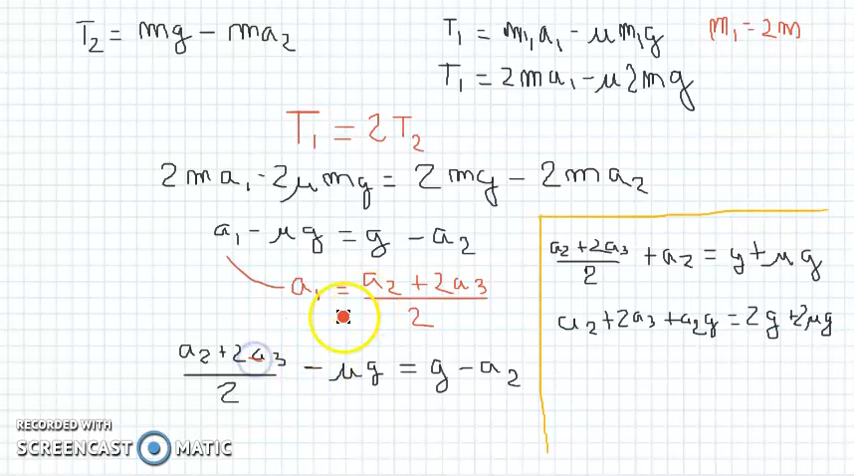 T₂ = mg - ma₂
T₁ = m₁a₁ - μm₁g
M₁ = 2m
T₁ = 2ma₁ - μ2mg
T₁ = 2T₂
2ma₁ - 2μmg = 2mg - 2ma₂
a₁ - μg = g - a₂
a₁ = (a₂ + 2a₃)/2
(a₂ + 2a₃)/2 - μg = g - a₂
(a₂ + 2a₃)/2 + a₂ = g + μg
a₂ + 2a₃ + a₂g = 2g + 2μg
RECORDED WITH
SCREENCAST MATIC